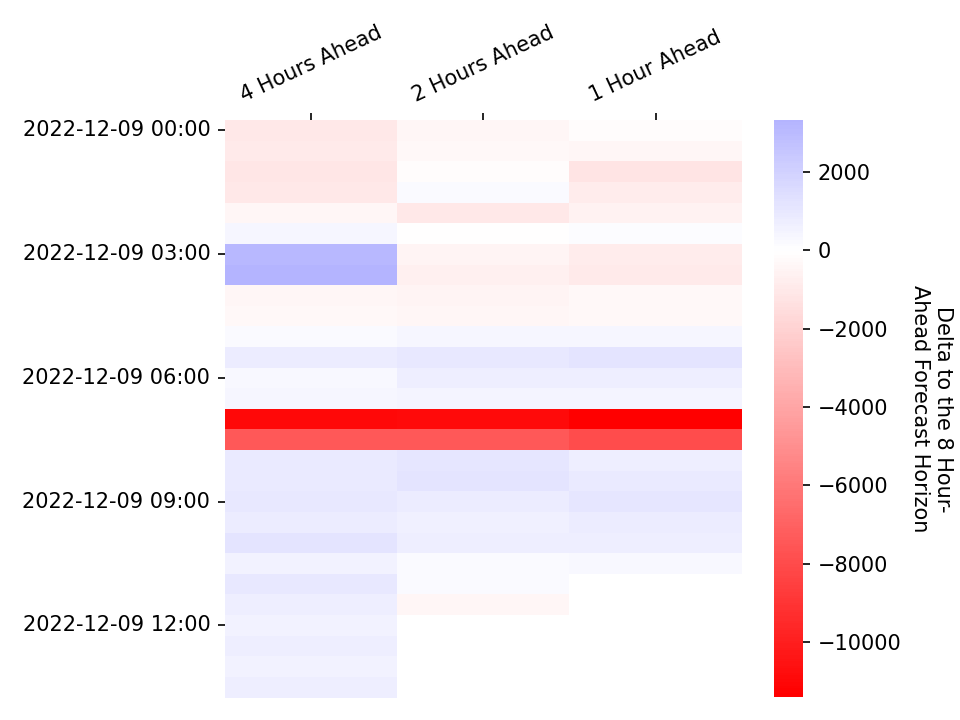 4 Hours Ahead
2 Hours Ahead
1 Hour Ahead
2022-12-09 00:00
2022-12-09 03:00
2022-12-09 06:00
2022-12-09 09:00
2022-12-09 12:00
2000
0
−2000
−4000
−6000
−8000
−10000
Delta to the 8 Hour-
Ahead Forecast Horizon